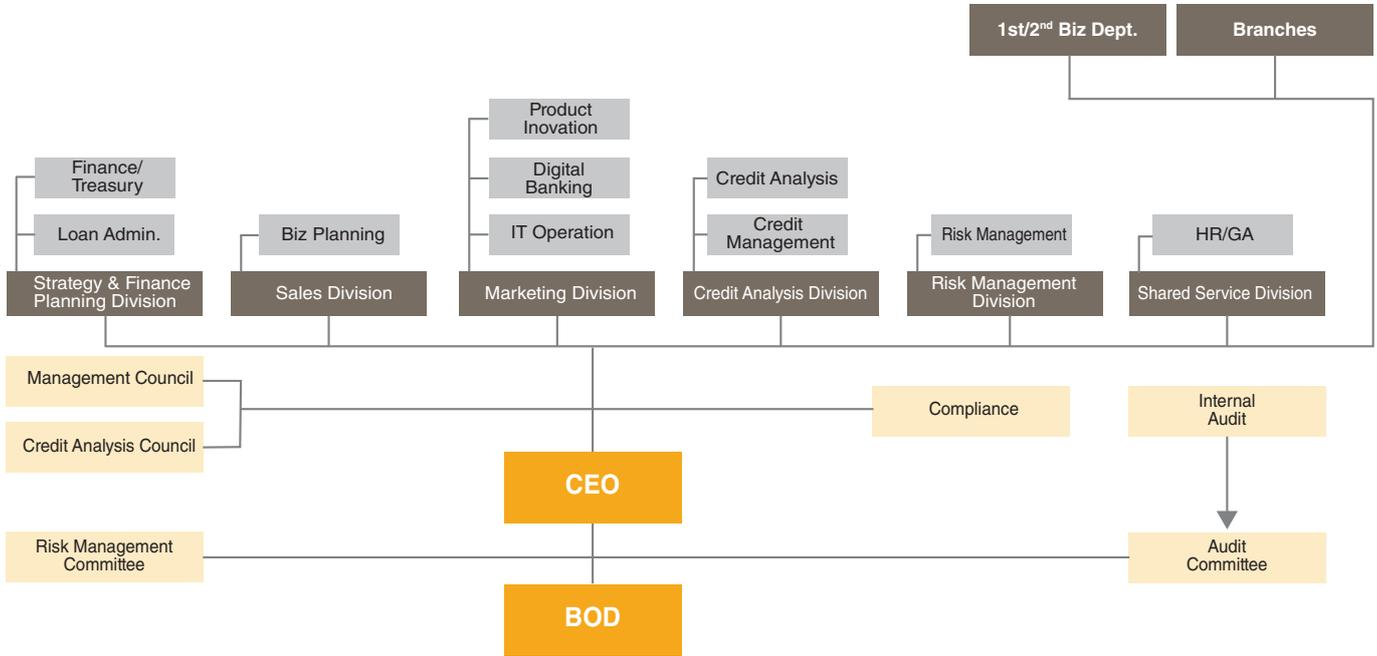 1st/2nd Biz Dept.
Branches
Product
Inovation
Finance/
Treasury
Digital
Banking
Credit Analysis
Loan Admin.
Biz Planning
IT Operation
Credit
Management
Risk Management
HR/GA
Strategy & Finance
Planning Division
Sales Division
Marketing Division
Credit Analysis Division
Risk Management
Division
Shared Service Division
Management Council
Compliance
Internal
Audit
Credit Analysis Council
CEO
Risk Management
Committee
Audit
Committee
BOD